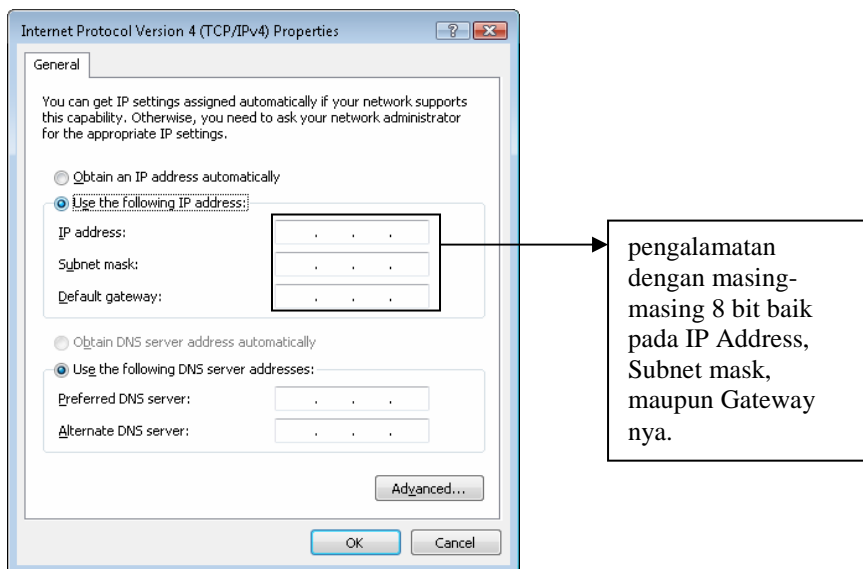 Internet Protocol Version 4 (TCP/IPv4) Properties
General
You can get IP settings assigned automatically if your network supports
this capability. Otherwise, you need to ask your network administrator
for the appropriate IP settings.
Obtain an IP address automatically
Use the following IP address:
IP address: . . .
Subnet mask: . . .
Default gateway: . . .
Obtain DNS server address automatically
Use the following DNS server addresses:
Preferred DNS server: . . .
Alternate DNS server: . . .
Advanced...
OK Cancel
pengalamatan
dengan masing-
masing 8 bit baik
pada IP Address,
Subnet mask,
maupun Gateway
nya.